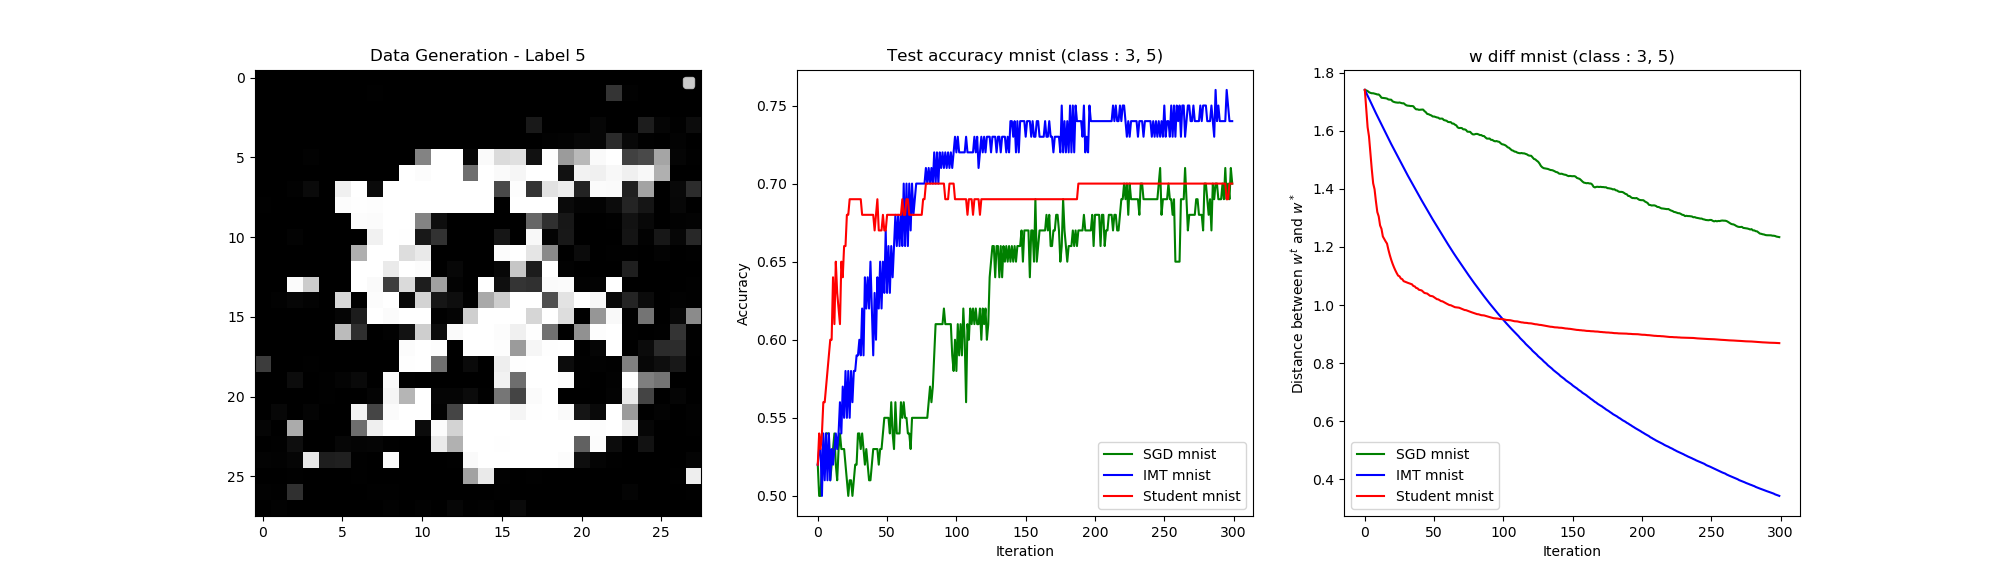 Data Generation - Label 5
0
5
10
15
20
25
0 5 10 15 20 25
Test accuracy mnist (class : 3, 5)
Accuracy
0.75
0.70
0.65
0.60
0.55
0.50
0 50 100 150 200 250 300
Iteration
SGD mnist
IMT mnist
Student mnist
w diff mnist (class : 3, 5)
Distance between w^t and w^*
1.8
1.6
1.4
1.2
1.0
0.8
0.6
0.4
0 50 100 150 200 250 300
Iteration
SGD mnist
IMT mnist
Student mnist